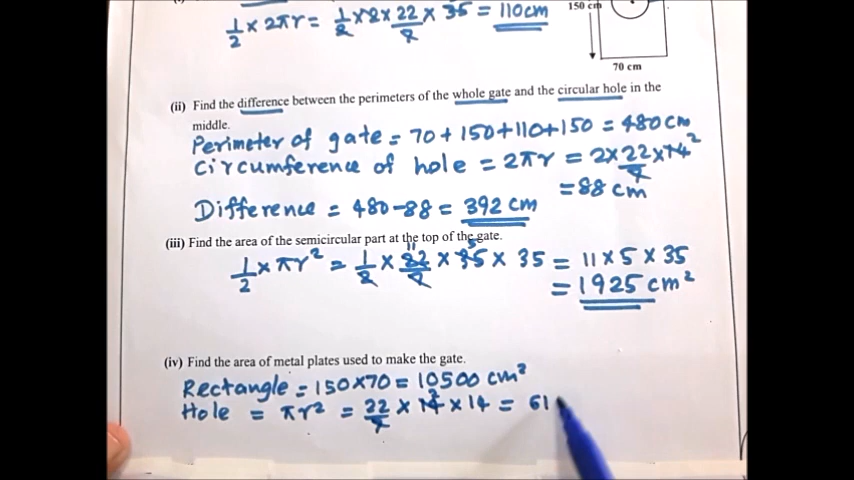 1/2 × 2πr = 1/2 × 2 × 22/7 × 35 = 110cm
150 cm
70 cm
(ii) Find the difference between the perimeters of the whole gate and the circular hole in the
middle.
Perimeter of gate = 70 + 150 + 110 + 150 = 480 cm
Circumference of hole = 2πr = 2 × 22/7 × 14 2
= 88 cm
Difference = 480 - 88 = 392 cm
(iii) Find the area of the semicircular part at the top of the gate.
1/2 × πr² = 1/2 × 22/7 × 35 × 35 = 11 × 5 × 35
= 1925 cm²
(iv) Find the area of metal plates used to make the gate.
Rectangle = 150 × 70 = 10500 cm²
Hole = πr² = 22/7 × 14 × 14 = 61